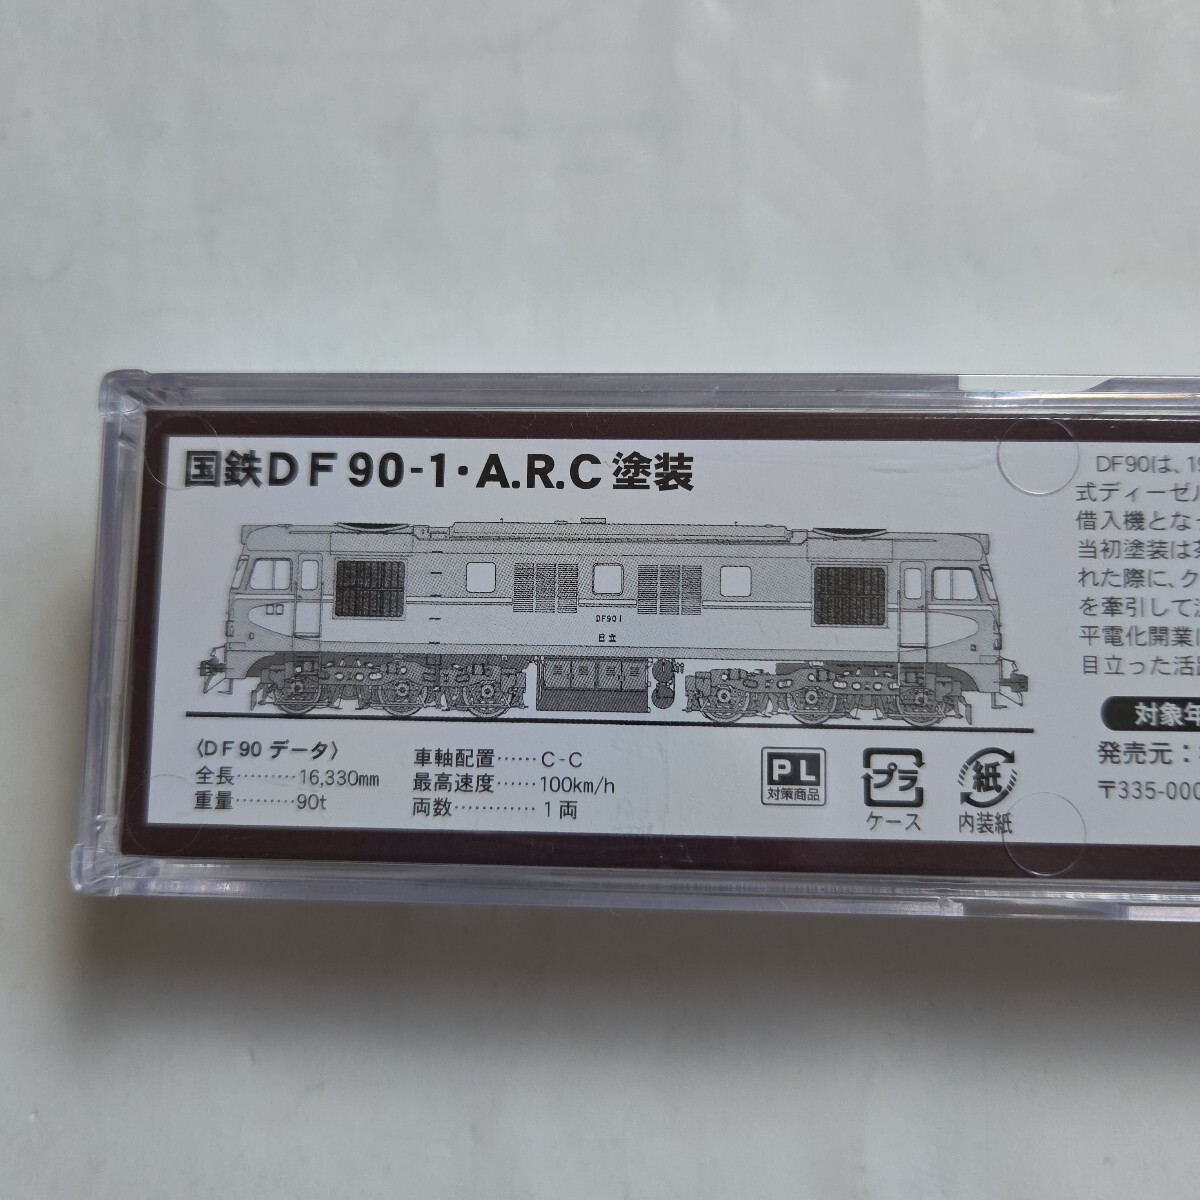 国鉄DF90-1・A.R.C塗装
DF901
日立
〈DF90 データ〉
全長………16,330mm
重量………90t
車軸配置……C-C
最高速度………100km/h
両数…………1両
PL
対策商品
プラ
ケース
紙
内装紙
DF90は、19
式ディーゼル
借入機とな
当初塗装は
れた際に、ク
を牽引して
平電化開業
目立った活
対象年
発売元：
〒335-000